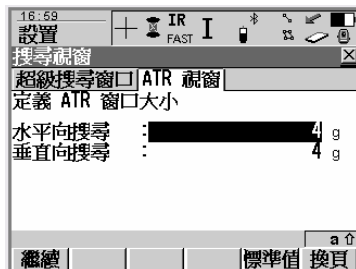 16:59
設置
IR
FAST
I
搜尋視窗
超級搜尋窗口 ATR 視窗
定義 ATR 窗口大小
水平向搜尋 : 4 g
垂直向搜尋 : 4 g
a
繼續 標準值 換頁